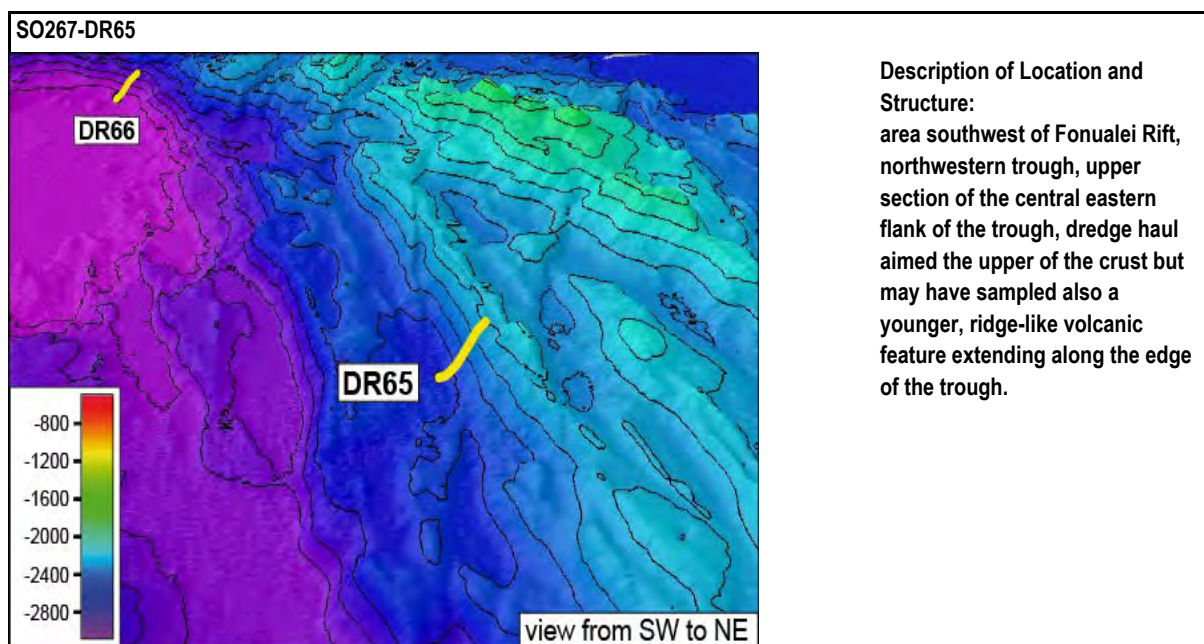 SO267-DR65
DR66
DR65
-800
-1200
-1600
-2000
-2400
-2800
view from SW to NE
Description of Location and
Structure:
area southwest of Fonualei Rift,
northwestern trough, upper
section of the central eastern
flank of the trough, dredge haul
aimed the upper of the crust but
may have sampled also a
younger, ridge-like volcanic
feature extending along the edge
of the trough.